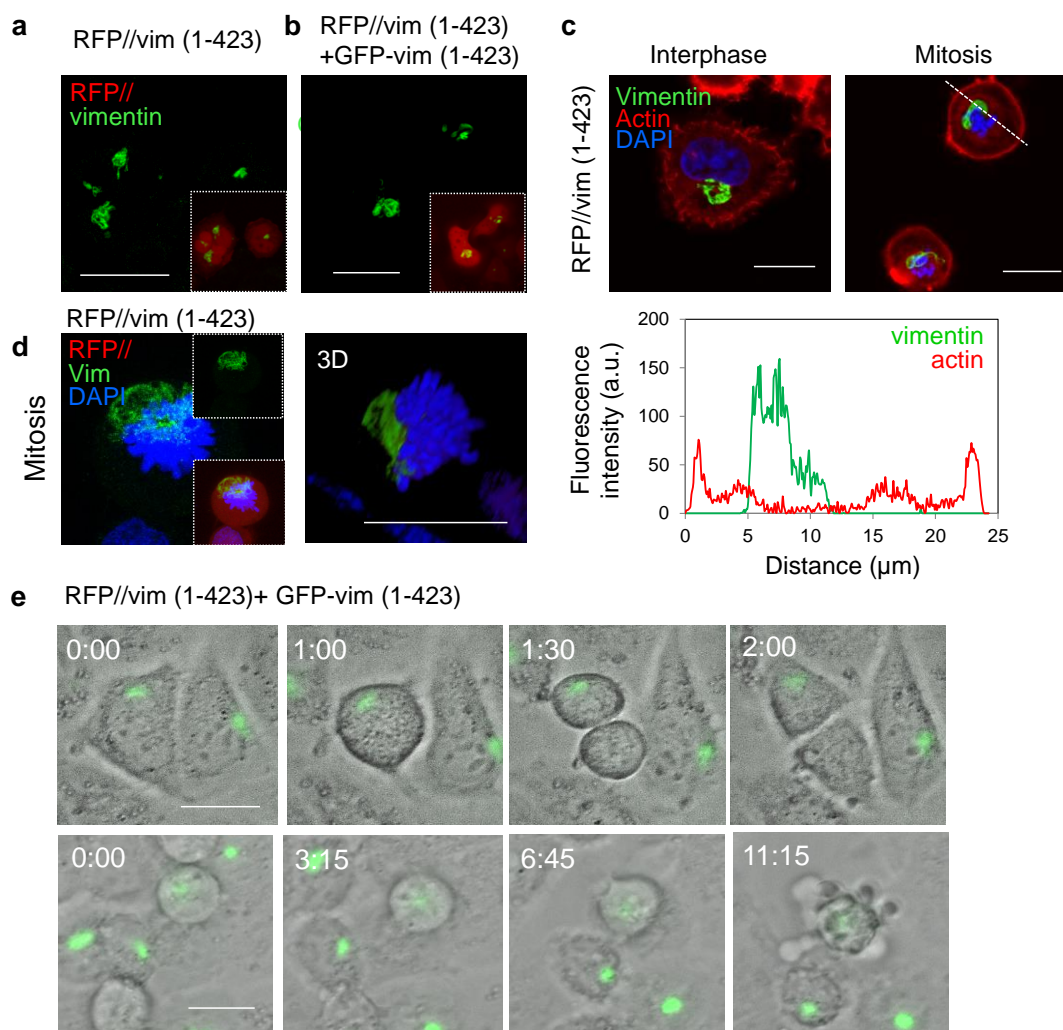 a
RFP//vim (1-423)
RFP//
vimentin
b
RFP//vim (1-423)
+GFP-vim (1-423)
c
Interphase
Mitosis
RFP//vim (1-423)
Vimentin
Actin
DAPI
d
RFP//vim (1-423)
Mitosis
RFP//
Vim
DAPI
3D
200
150
100
50
0
Fluorescence
intensity (a.u.)
vimentin
actin
0 5 10 15 20 25
Distance (µm)
e
RFP//vim (1-423)+ GFP-vim (1-423)
0:00
1:00
1:30
2:00
0:00
3:15
6:45
11:15